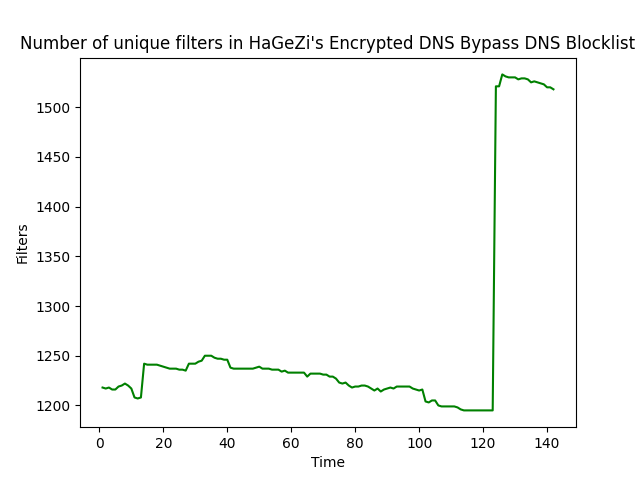 Number of unique filters in HaGeZi's Encrypted DNS Bypass DNS Blocklist
1500
1450
1400
1350
1300
1250
1200
Filters
0 20 40 60 80 100 120 140
Time